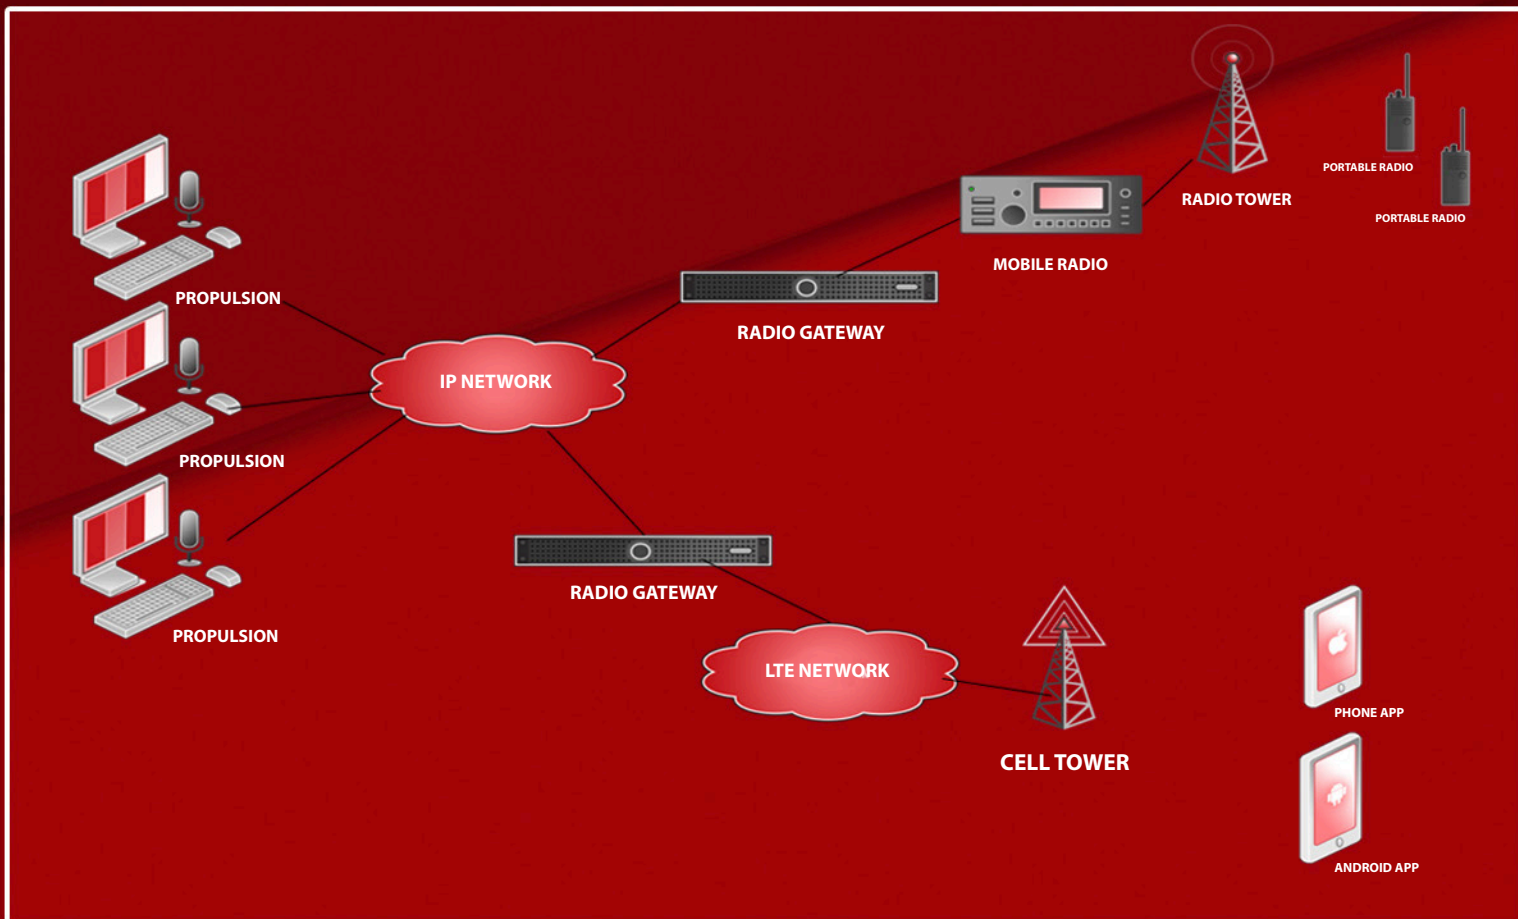 PORTABLE RADIO
RADIO TOWER
PORTABLE RADIO
MOBILE RADIO
PROPULSION
RADIO GATEWAY
IP NETWORK
PROPULSION
RADIO GATEWAY
PROPULSION
LTE NETWORK
PHONE APP
CELL TOWER
ANDROID APP